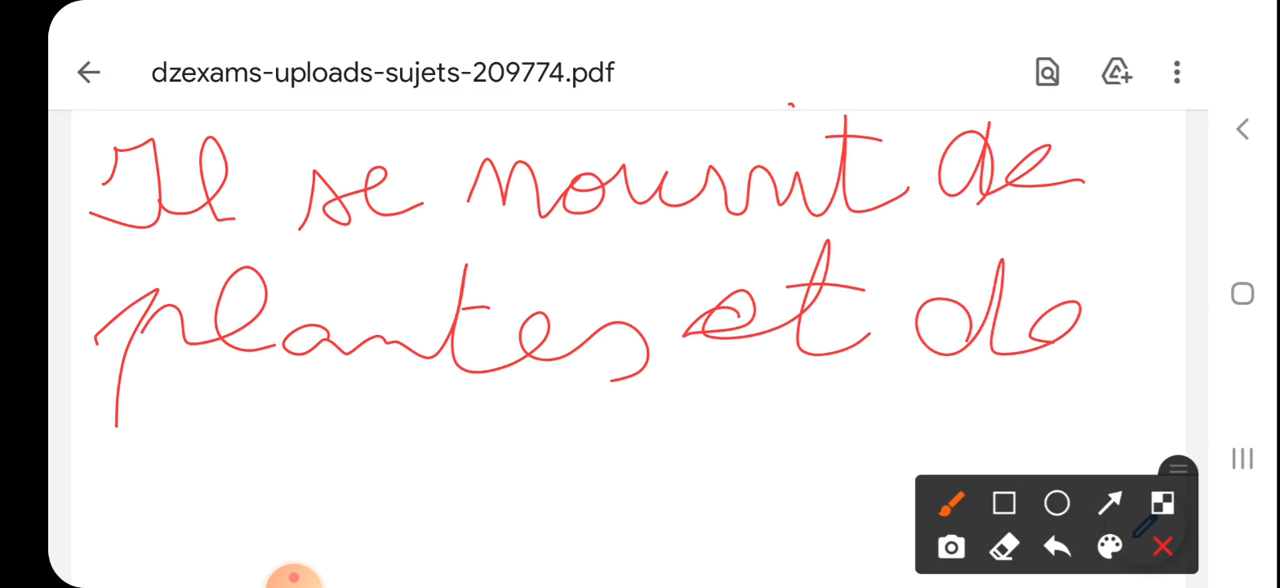 dzexams-uploads-sujets-209774.pdf
Il se nourrit de
plantes et de